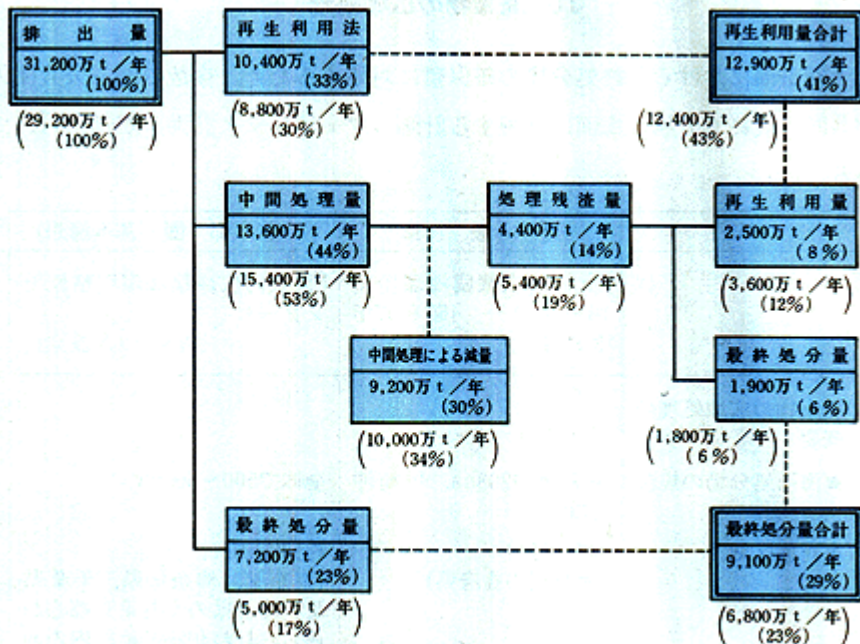 排出量
31,200万t／年
(100%)
(29,200万t／年)
(100%)
再生利用法
10,400万t／年
(33%)
(8,800万t／年)
(30%)
再生利用量合計
12,900万t／年
(41%)
(12,400万t／年)
(43%)
中間処理量
13,600万t／年
(44%)
(15,400万t／年)
(53%)
処理残渣量
4,400万t／年
(14%)
(5,400万t／年)
(19%)
再生利用量
2,500万t／年
(8%)
(3,600万t／年)
(12%)
中間処理による減量
9,200万t／年
(30%)
(10,000万t／年)
(34%)
最終処分量
1,900万t／年
(6%)
(1,800万t／年)
(6%)
最終処分量
7,200万t／年
(23%)
(5,000万t／年)
(17%)
最終処分量合計
9,100万t／年
(29%)
(6,800万t／年)
(23%)